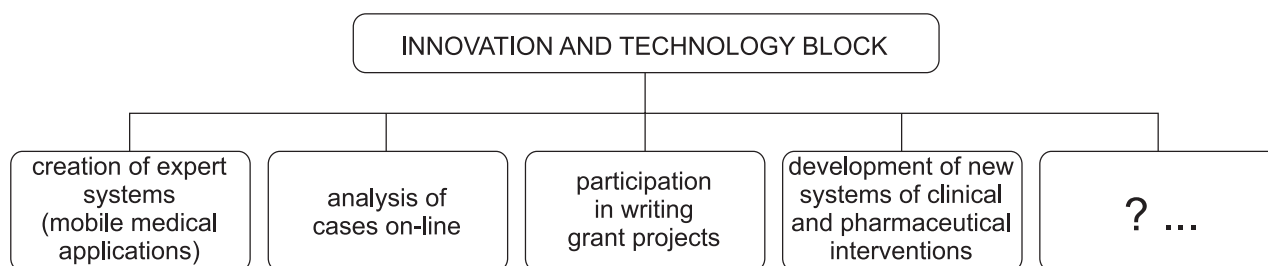 INNOVATION AND TECHNOLOGY BLOCK
creation of expert
systems
(mobile medical
applications)
analysis of
cases on-line
participation
in writing
grant projects
development of new
systems of clinical
and pharmaceutical
interventions
? ...